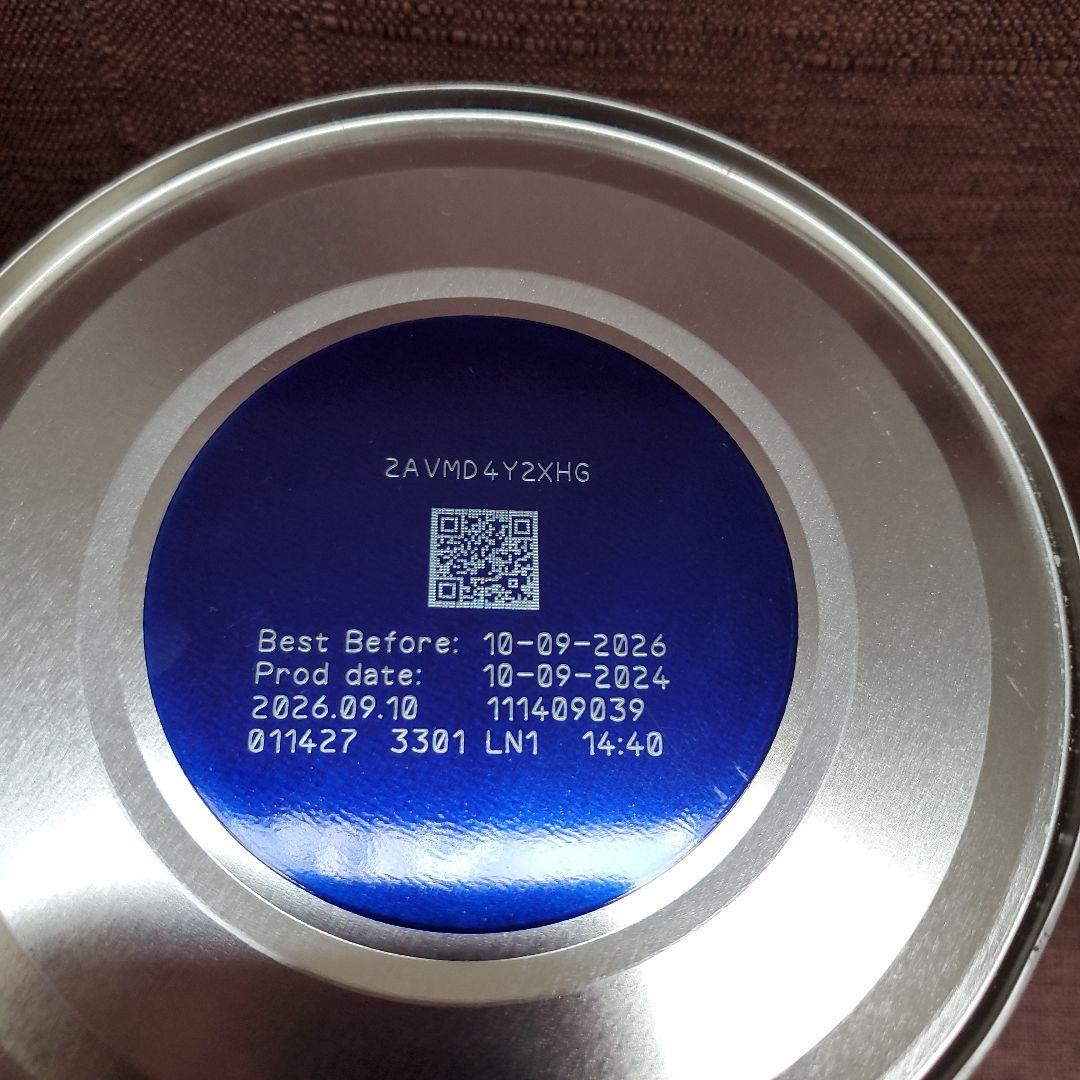 2AVMD4Y2XHG
Best Before: 10-09-2026
Prod date: 10-09-2024
2026.09.10 111409039
011427 3301 LN1 14:40